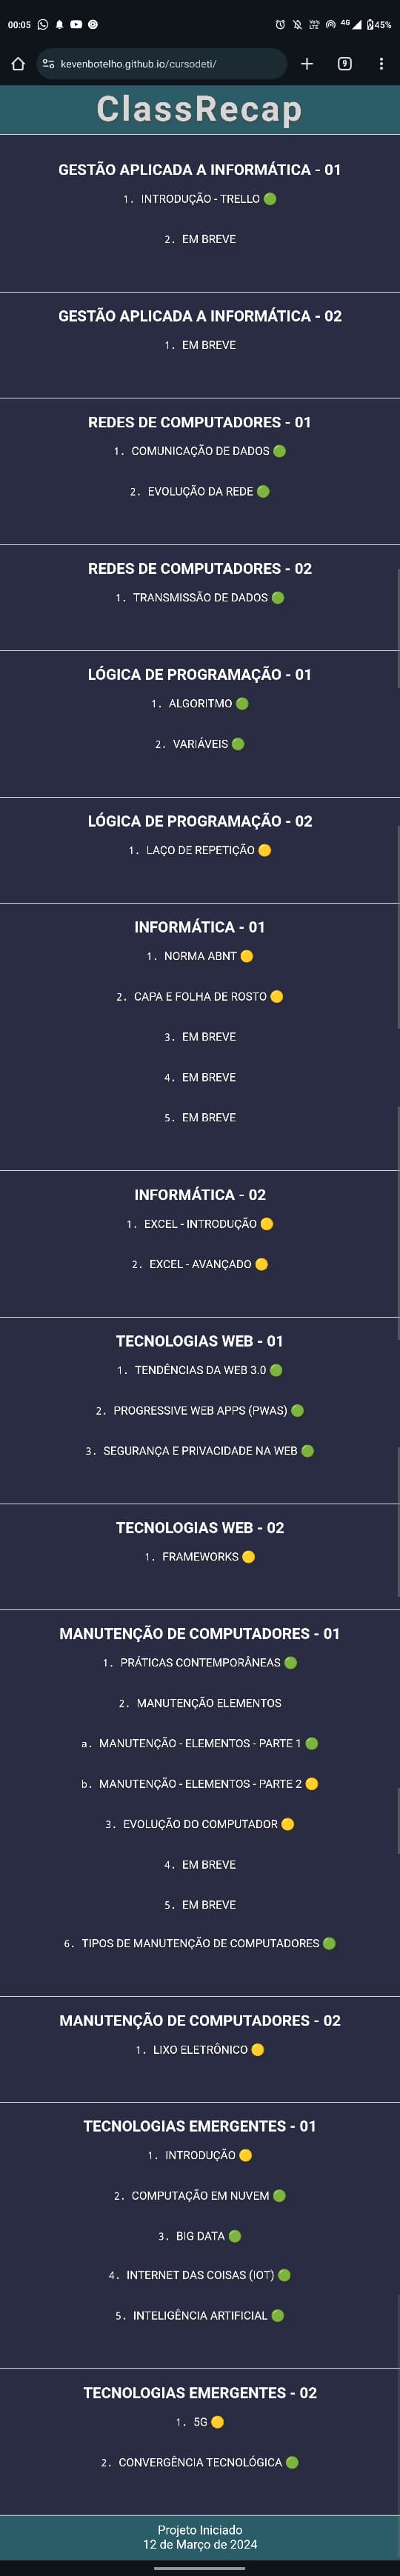 00:05
4G
45%
kevenbotelho.github.io/cursodeti/
9
ClassRecap
GESTÃO APLICADA A INFORMÁTICA - 01
1. INTRODUÇÃO - TRELLO
2. EM BREVE
GESTÃO APLICADA A INFORMÁTICA - 02
1. EM BREVE
REDES DE COMPUTADORES - 01
1. COMUNICAÇÃO DE DADOS
2. EVOLUÇÃO DA REDE
REDES DE COMPUTADORES - 02
1. TRANSMISSÃO DE DADOS
LÓGICA DE PROGRAMAÇÃO - 01
1. ALGORITMO
2. VARIÁVEIS
LÓGICA DE PROGRAMAÇÃO - 02
1. LAÇO DE REPETIÇÃO
INFORMÁTICA - 01
1. NORMA ABNT
2. CAPA E FOLHA DE ROSTO
3. EM BREVE
4. EM BREVE
5. EM BREVE
INFORMÁTICA - 02
1. EXCEL - INTRODUÇÃO
2. EXCEL - AVANÇADO
TECNOLOGIAS WEB - 01
1. TENDÊNCIAS DA WEB 3.0
2. PROGRESSIVE WEB APPS (PWAS)
3. SEGURANÇA E PRIVACIDADE NA WEB
TECNOLOGIAS WEB - 02
1. FRAMEWORKS
MANUTENÇÃO DE COMPUTADORES - 01
1. PRÁTICAS CONTEMPORÂNEAS
2. MANUTENÇÃO ELEMENTOS
a. MANUTENÇÃO - ELEMENTOS - PARTE 1
b. MANUTENÇÃO - ELEMENTOS - PARTE 2
3. EVOLUÇÃO DO COMPUTADOR
4. EM BREVE
5. EM BREVE
6. TIPOS DE MANUTENÇÃO DE COMPUTADORES
MANUTENÇÃO DE COMPUTADORES - 02
1. LIXO ELETRÔNICO
TECNOLOGIAS EMERGENTES - 01
1. INTRODUÇÃO
2. COMPUTAÇÃO EM NUVEM
3. BIG DATA
4. INTERNET DAS COISAS (IOT)
5. INTELIGÊNCIA ARTIFICIAL
TECNOLOGIAS EMERGENTES - 02
1. 5G
2. CONVERGÊNCIA TECNOLÓGICA
Projeto Iniciado
12 de Março de 2024